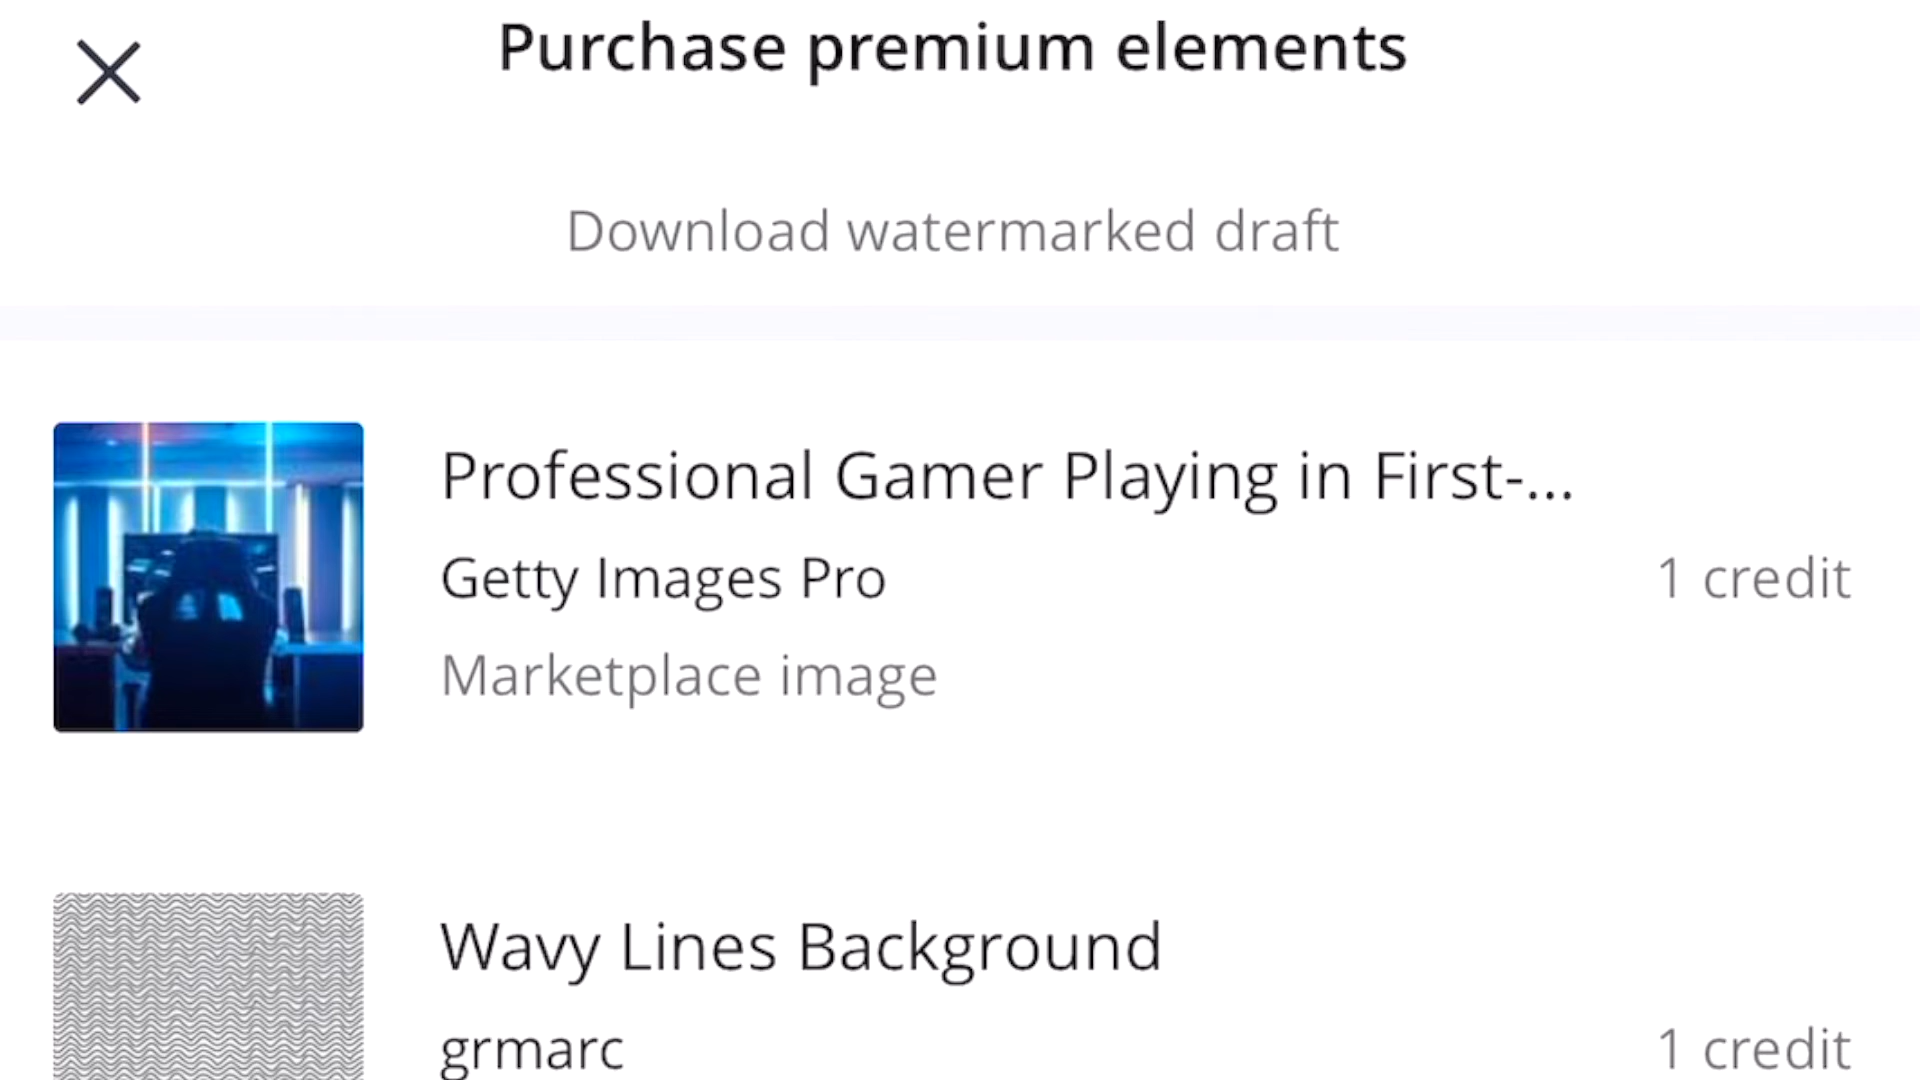 Purchase premium elements
Download watermarked draft
Professional Gamer Playing in First-...
Getty Images Pro
1 credit
Marketplace image
Wavy Lines Background
grmarc
1 credit